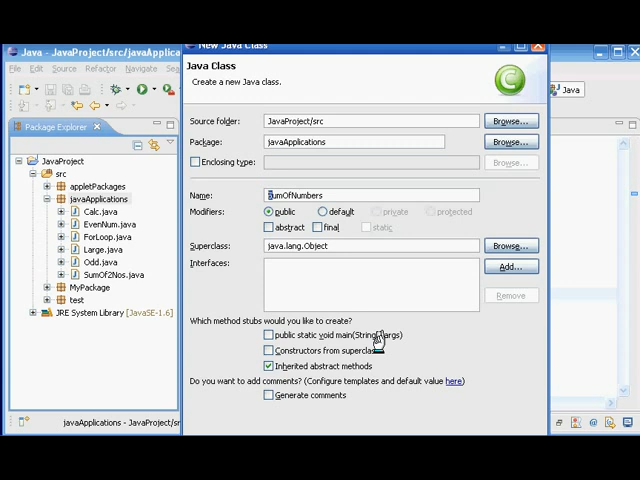 Java - JavaProject/src/javaApplica
New Java Class
File Edit Source Refactor Navigate Sea
Java Class
Create a new Java class.
Java
Package Explorer
Source folder: JavaProject/src Browse...
Package: javaApplications Browse...
Enclosing type: Browse...
JavaProject
src
appletPackages
javaApplications
Calc.java
EvenNum.java
ForLoop.java
Large.java
Odd.java
SumOf2Nos.java
MyPackage
test
JRE System Library [JavaSE-1.6]
Name: SumOfNumbers
Modifiers: public default private protected
abstract final static
Superclass: java.lang.Object Browse...
Interfaces: Add...
Remove
Which method stubs would you like to create?
public static void main(String[] args)
Constructors from superclass
Inherited abstract methods
Do you want to add comments? (Configure templates and default value here)
Generate comments
javaApplications - JavaProject/sr